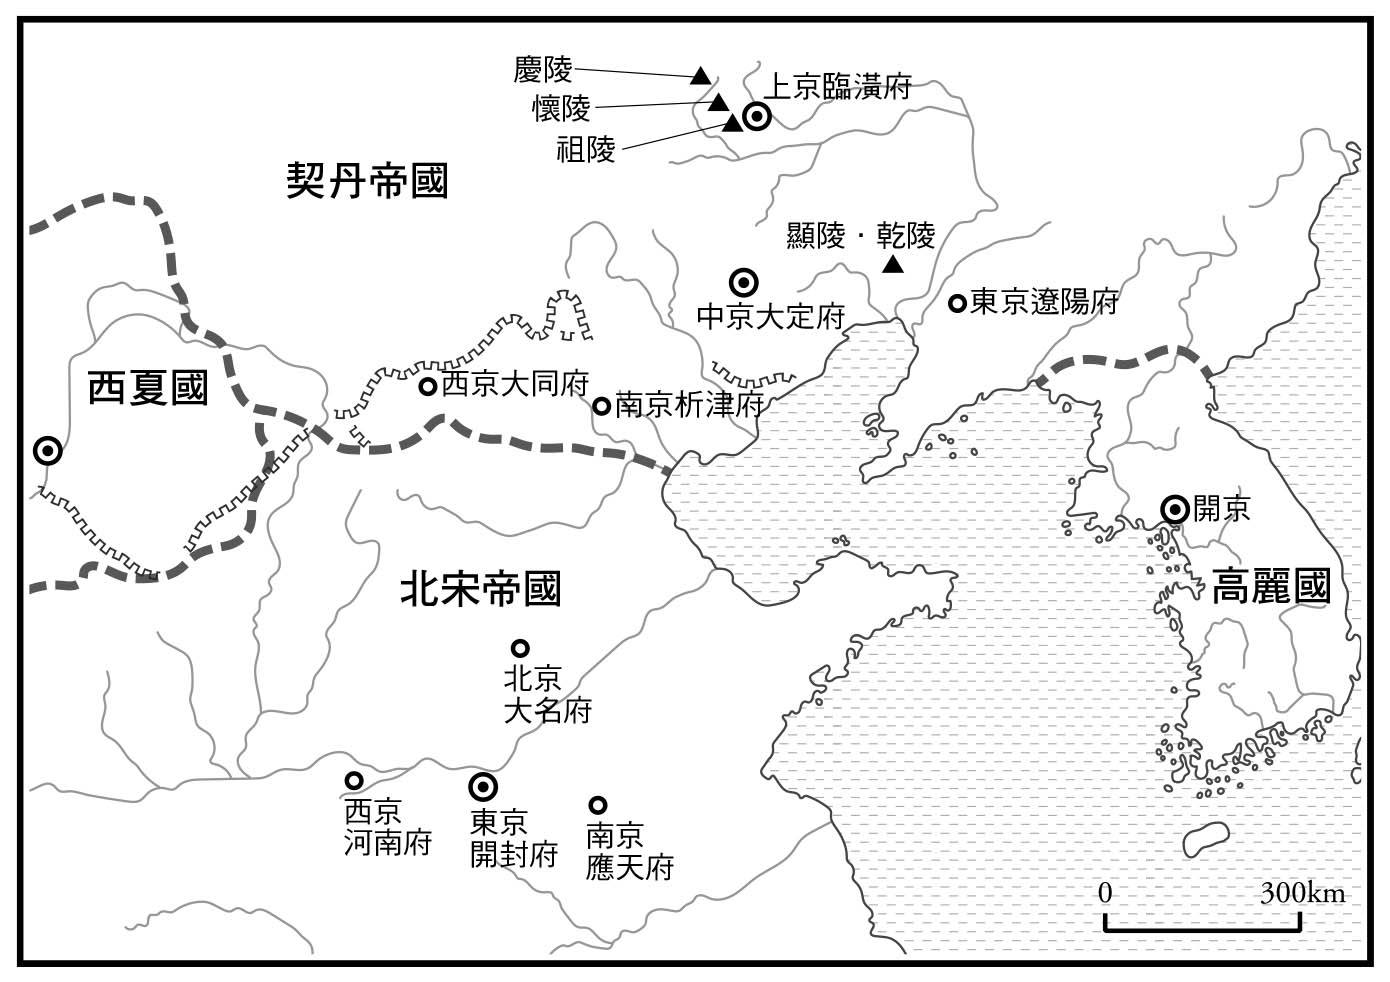 慶陵
懷陵
祖陵
上京臨潢府
契丹帝國
顯陵・乾陵
中京大定府
東京遼陽府
西夏國
西京大同府
南京析津府
開京
高麗國
北宋帝國
北京
大名府
西京
河南府
東京
開封府
南京
應天府
0 300km